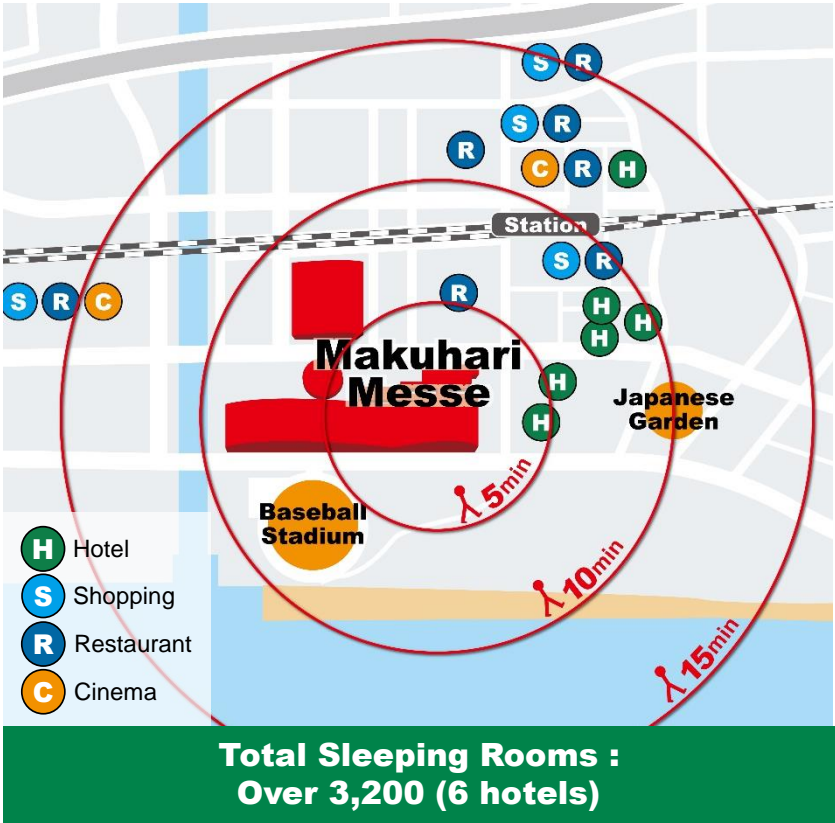 S R
S R
R
C R H
Station
S R
S R C
R
H
H
H
Makuhari
Messe
H
H
Japanese
Garden
5min
Baseball
Stadium
10min
15min
H Hotel
S Shopping
R Restaurant
C Cinema
Total Sleeping Rooms :
Over 3,200 (6 hotels)